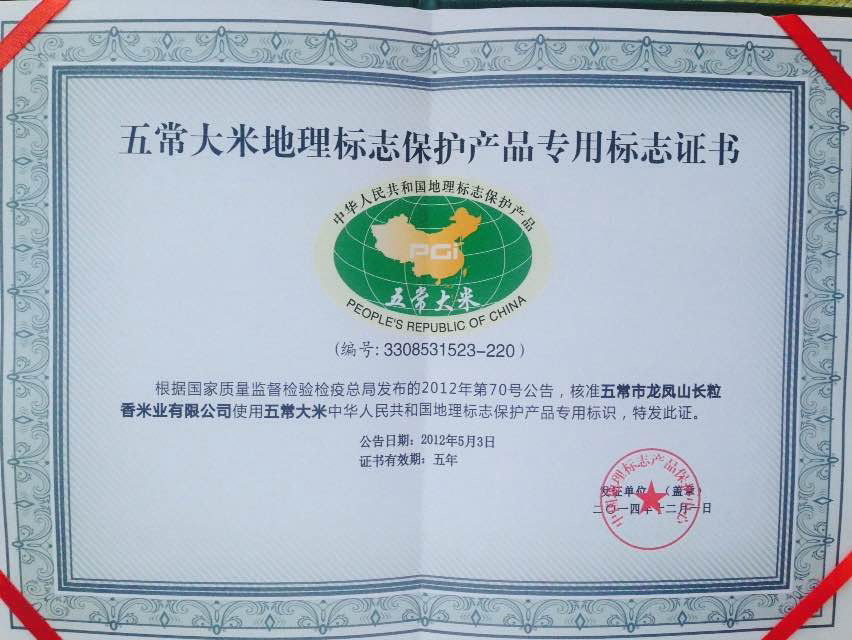 五常大米地理标志保护产品专用标志证书
中华人民共和国地理标志保护产品
PGi
五常大米
PEOPLE'S REPUBLIC OF CHINA
(编号: 3308531523-220 )
根据国家质量监督检验检疫总局发布的2012年第70号公告，核准五常市龙凤山长粒
香米业有限公司使用五常大米中华人民共和国地理标志保护产品专用标识，特发此证。
公告日期：2012年5月3日
证书有效期：五年
发证单位：（盖章）
二〇一四年十二月一日